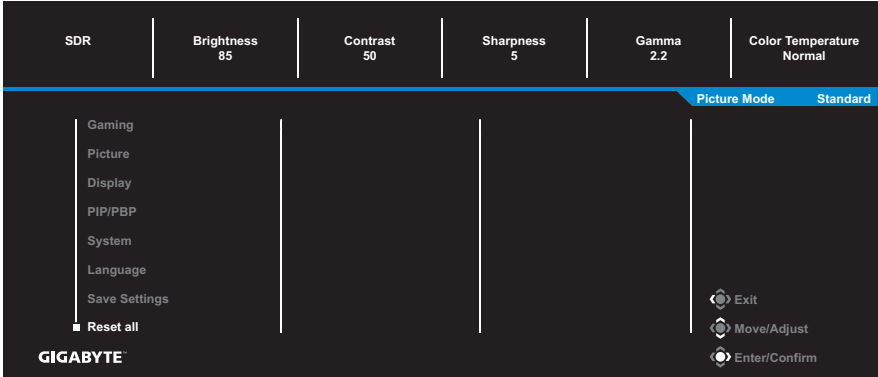 SDR
Brightness
85
Contrast
50
Sharpness
5
Gamma
2.2
Color Temperature
Normal
Picture Mode Standard
Gaming
Picture
Display
PIP/PBP
System
Language
Save Settings
Reset all
Exit
Move/Adjust
Enter/Confirm
GIGABYTE™